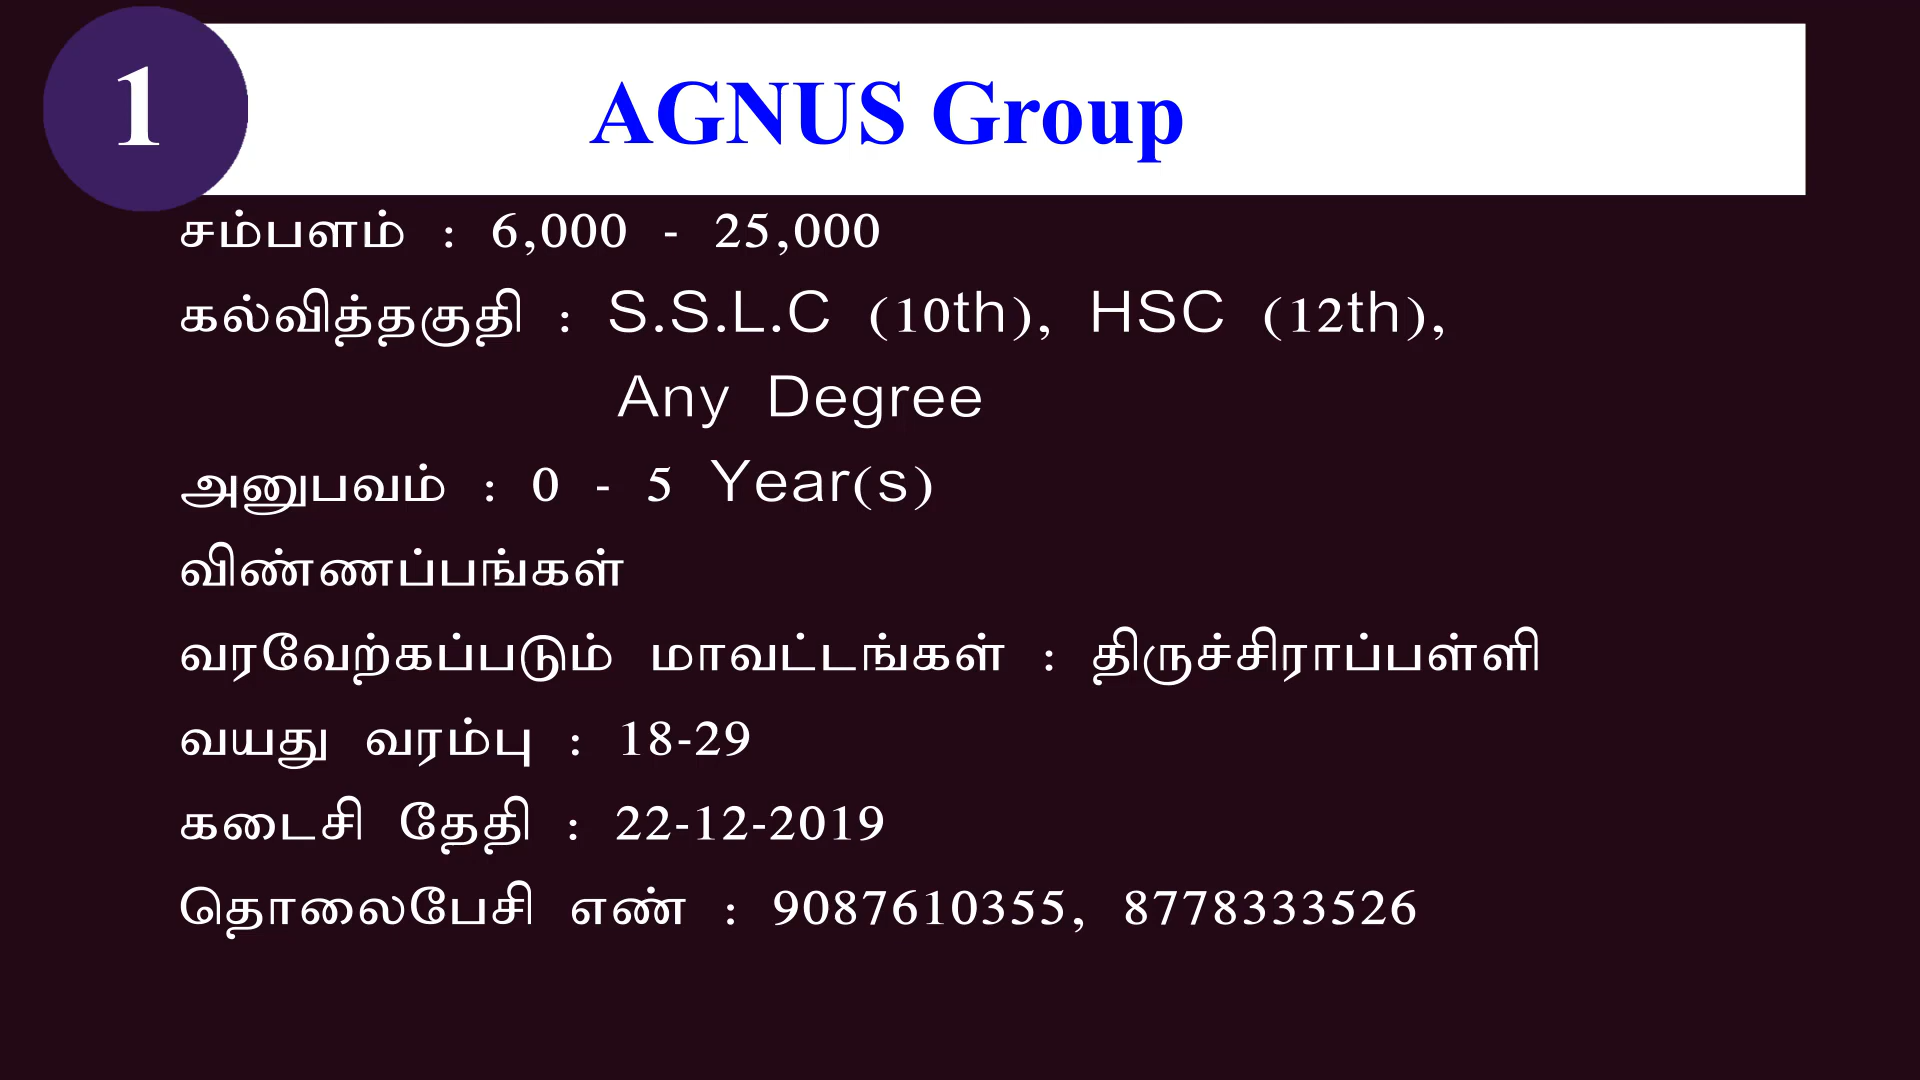 1
AGNUS Group
சம்பளம் : 6,000 - 25,000
கல்வித்தகுதி : S.S.L.C (10th), HSC (12th),
Any Degree
அனுபவம் : 0 - 5 Year(s)
விண்ணப்பங்கள்
வரவேற்கப்படும் மாவட்டங்கள் : திருச்சிராப்பள்ளி
வயது வரம்பு : 18-29
கடைசி தேதி : 22-12-2019
தொலைபேசி எண் : 9087610355, 8778333526